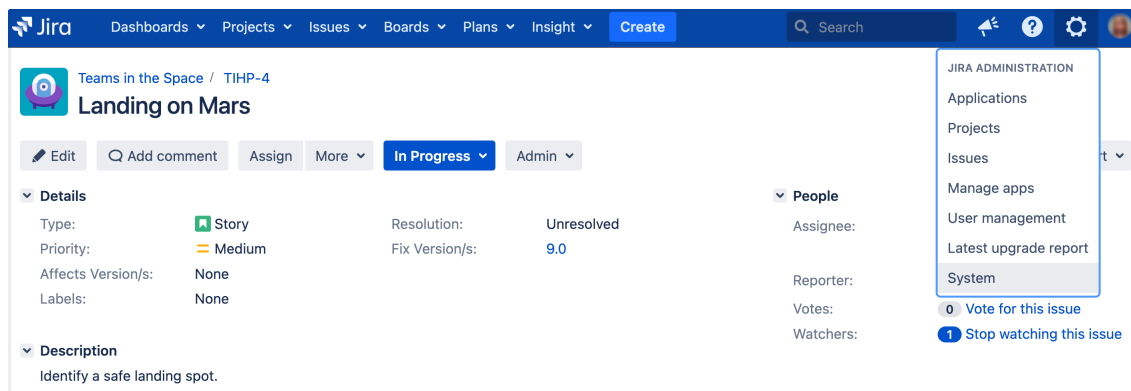 Jira Dashboards Projects Issues Boards Plans Insight Create Search
JIRA ADMINISTRATION
Applications
Projects
Issues
Manage apps
User management
Latest upgrade report
System
Teams in the Space / TIHP-4
Landing on Mars
Edit Add comment Assign More In Progress Admin
Details
Type: Story Resolution: Unresolved
Priority: Medium Fix Version/s: 9.0
Affects Version/s: None
Labels: None
People
Assignee:
Reporter:
Votes: 0 Vote for this issue
Watchers: 1 Stop watching this issue
Description
Identify a safe landing spot.